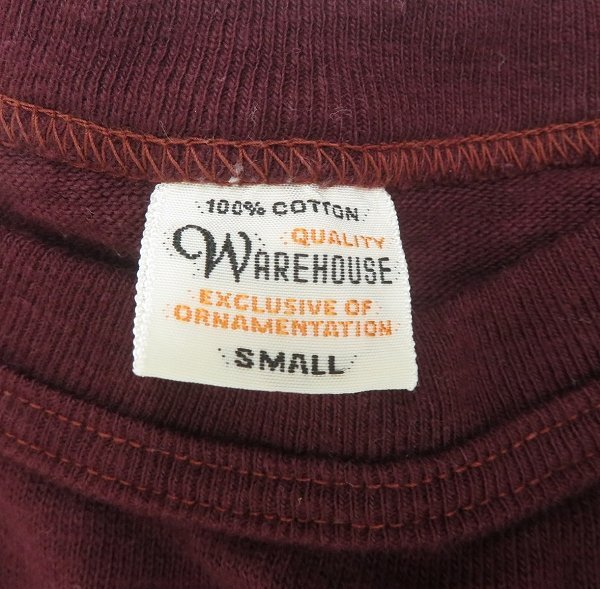 100% COTTON
QUALITY
WAREHOUSE
EXCLUSIVE OF
ORNAMENTATION
SMALL